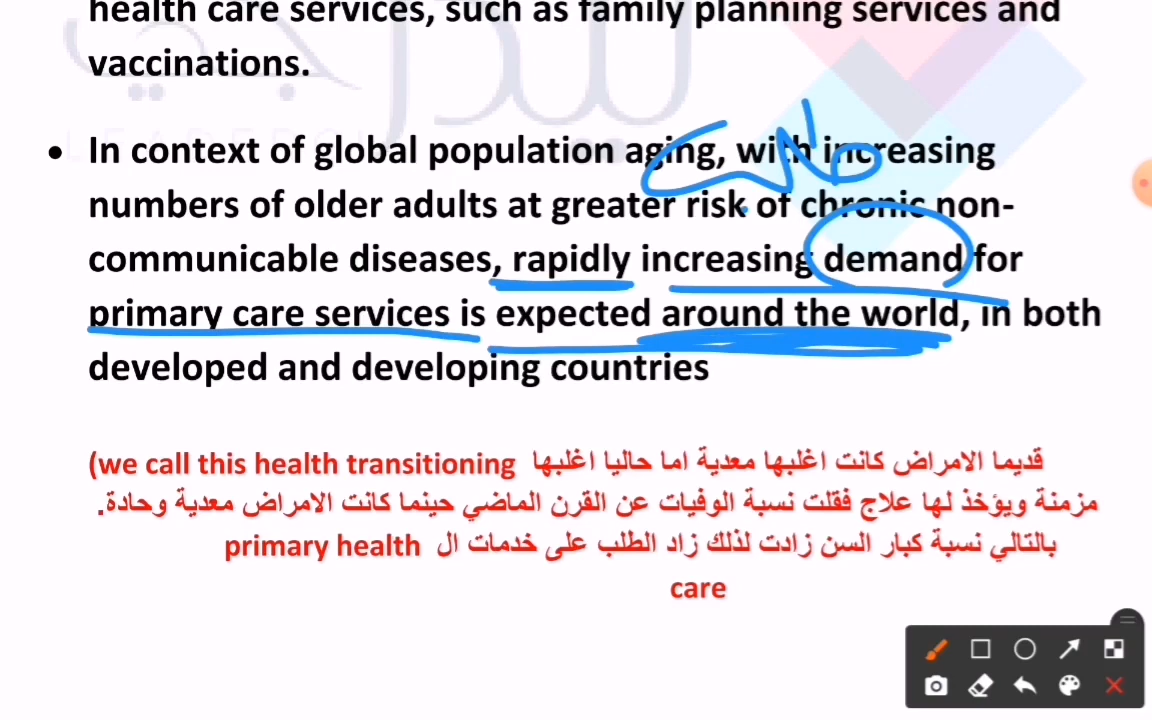 health care services, such as family planning services and
vaccinations.
• In context of global population aging, with increasing
numbers of older adults at greater risk of chronic non-
communicable diseases, rapidly increasing demand for
primary care services is expected around the world, in both
developed and developing countries
قديما الامراض كانت اغلبها معدية اما حاليا اغلبها we call this health transitioning)
مزمنة ويؤخذ لها علاج فقلت نسبة الوفيات عن القرن الماضي حينما كانت الامراض معدية وحادة.
بالتالي نسبة كبار السن زادت لذلك زاد الطلب على خدمات ال primary health
care